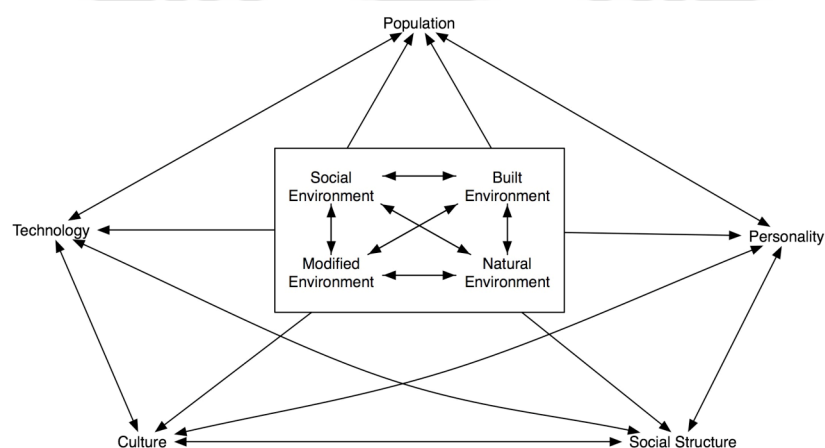 Population
Social
Environment
Built
Environment
Technology
Personality
Modified
Environment
Natural
Environment
Culture
Social Structure